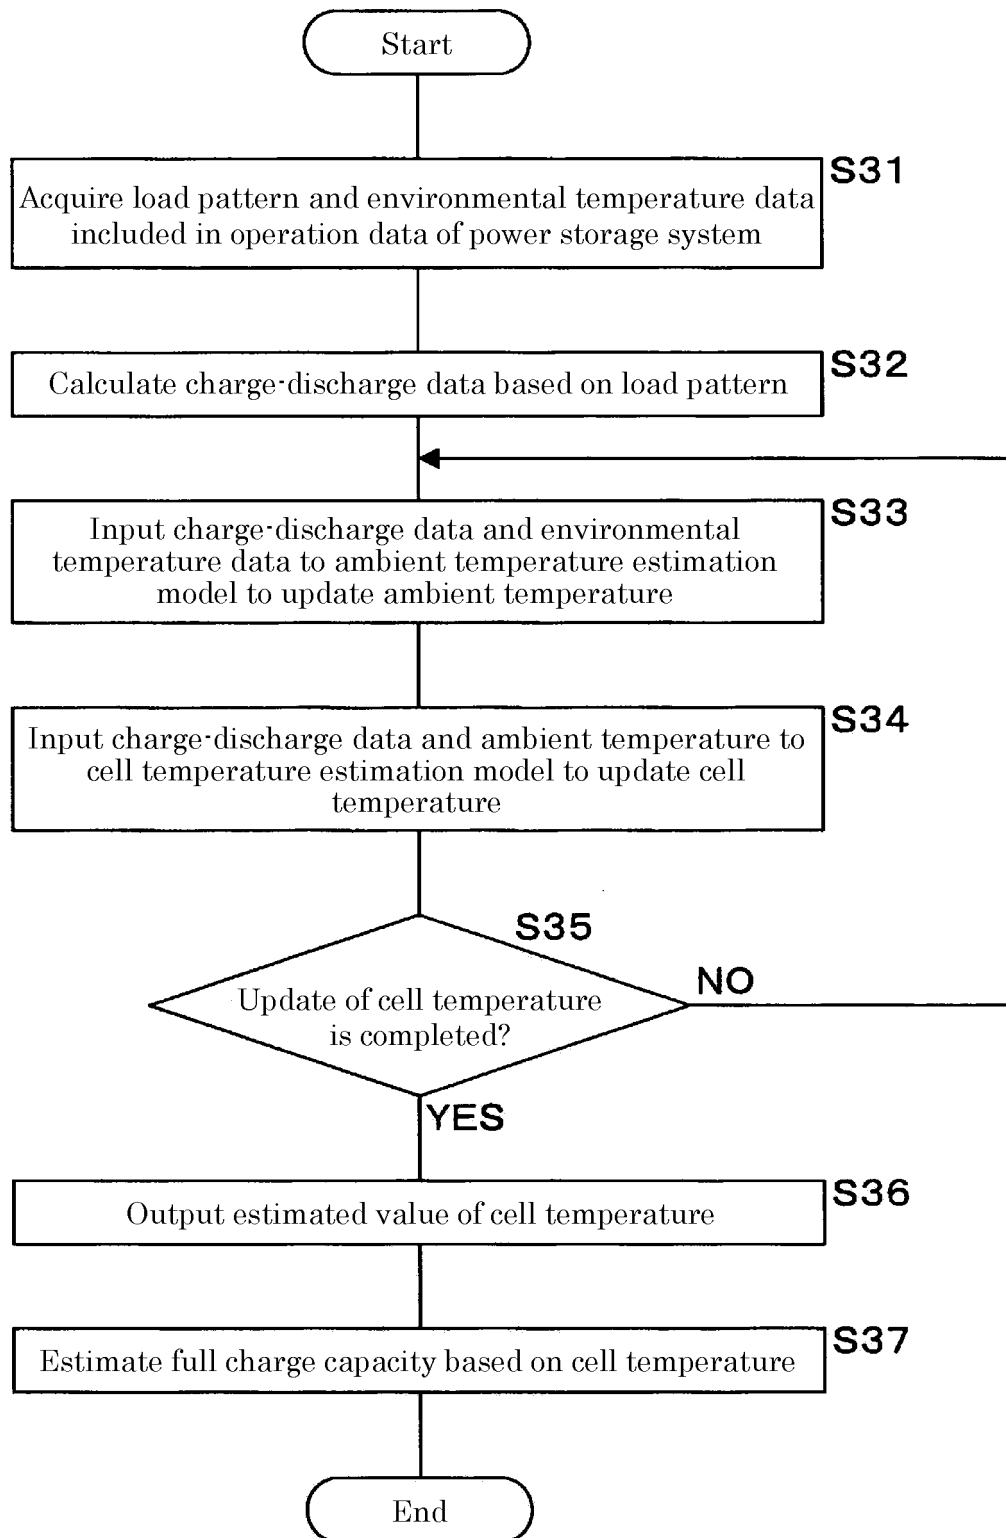 Start
S31
Acquire load pattern and environmental temperature data
included in operation data of power storage system
S32
Calculate charge-discharge data based on load pattern
S33
Input charge-discharge data and environmental
temperature data to ambient temperature estimation
model to update ambient temperature
S34
Input charge-discharge data and ambient temperature to
cell temperature estimation model to update cell
temperature
S35
Update of cell temperature
is completed?
NO
YES
S36
Output estimated value of cell temperature
S37
Estimate full charge capacity based on cell temperature
End